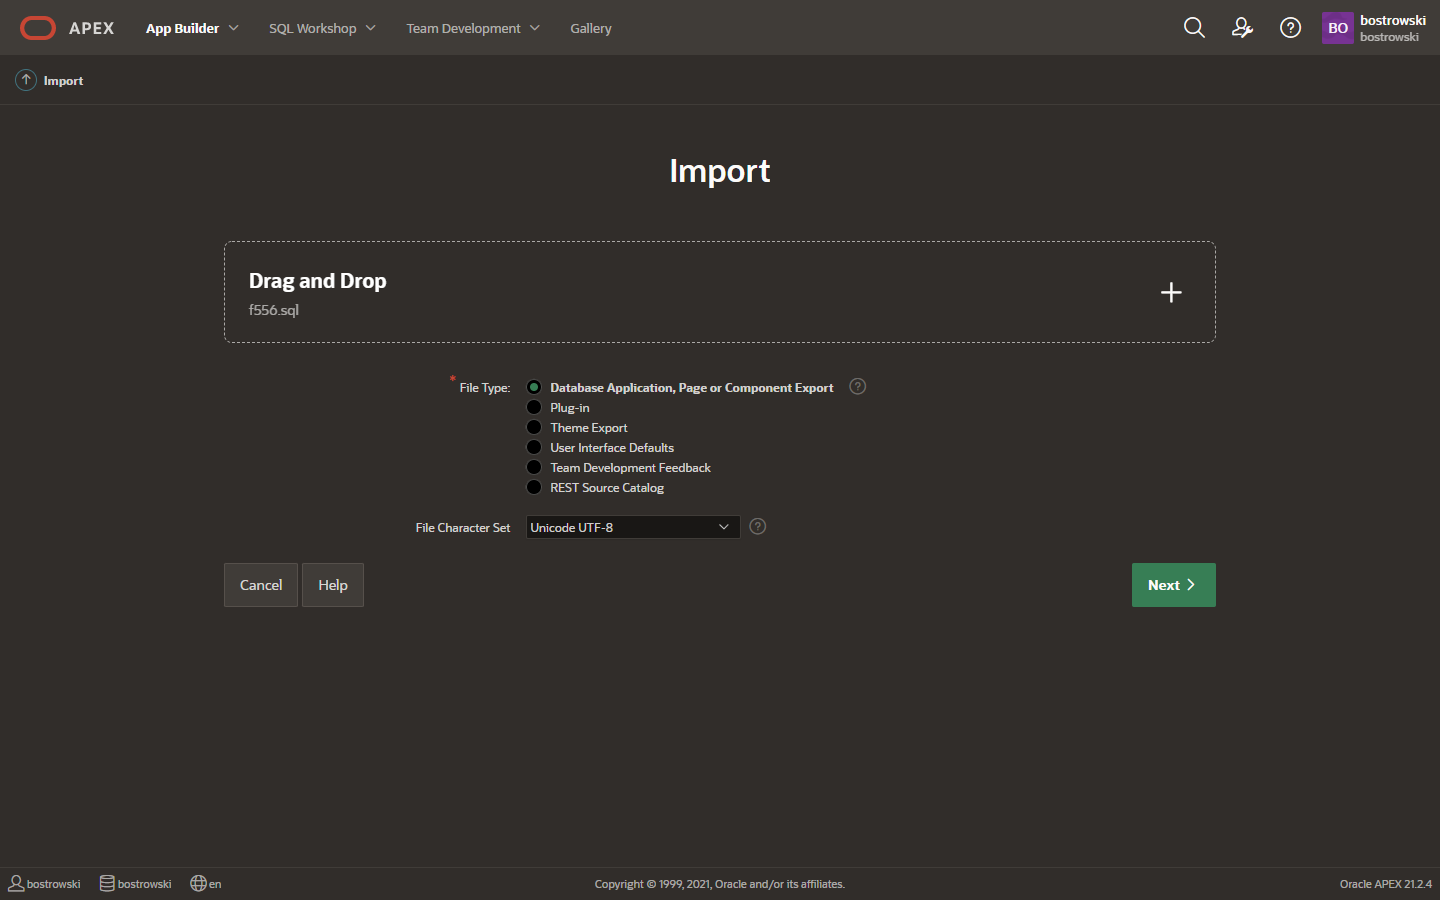 APEX App Builder SQL Workshop Team Development Gallery BO bostrowski
bostrowski
Import
Import
Drag and Drop
f556.sql
* File Type: Database Application, Page or Component Export
Plug-in
Theme Export
User Interface Defaults
Team Development Feedback
REST Source Catalog
File Character Set Unicode UTF-8
Cancel Help Next
bostrowski bostrowski en Copyright © 1999, 2021, Oracle and/or its affiliates. Oracle APEX 21.2.4